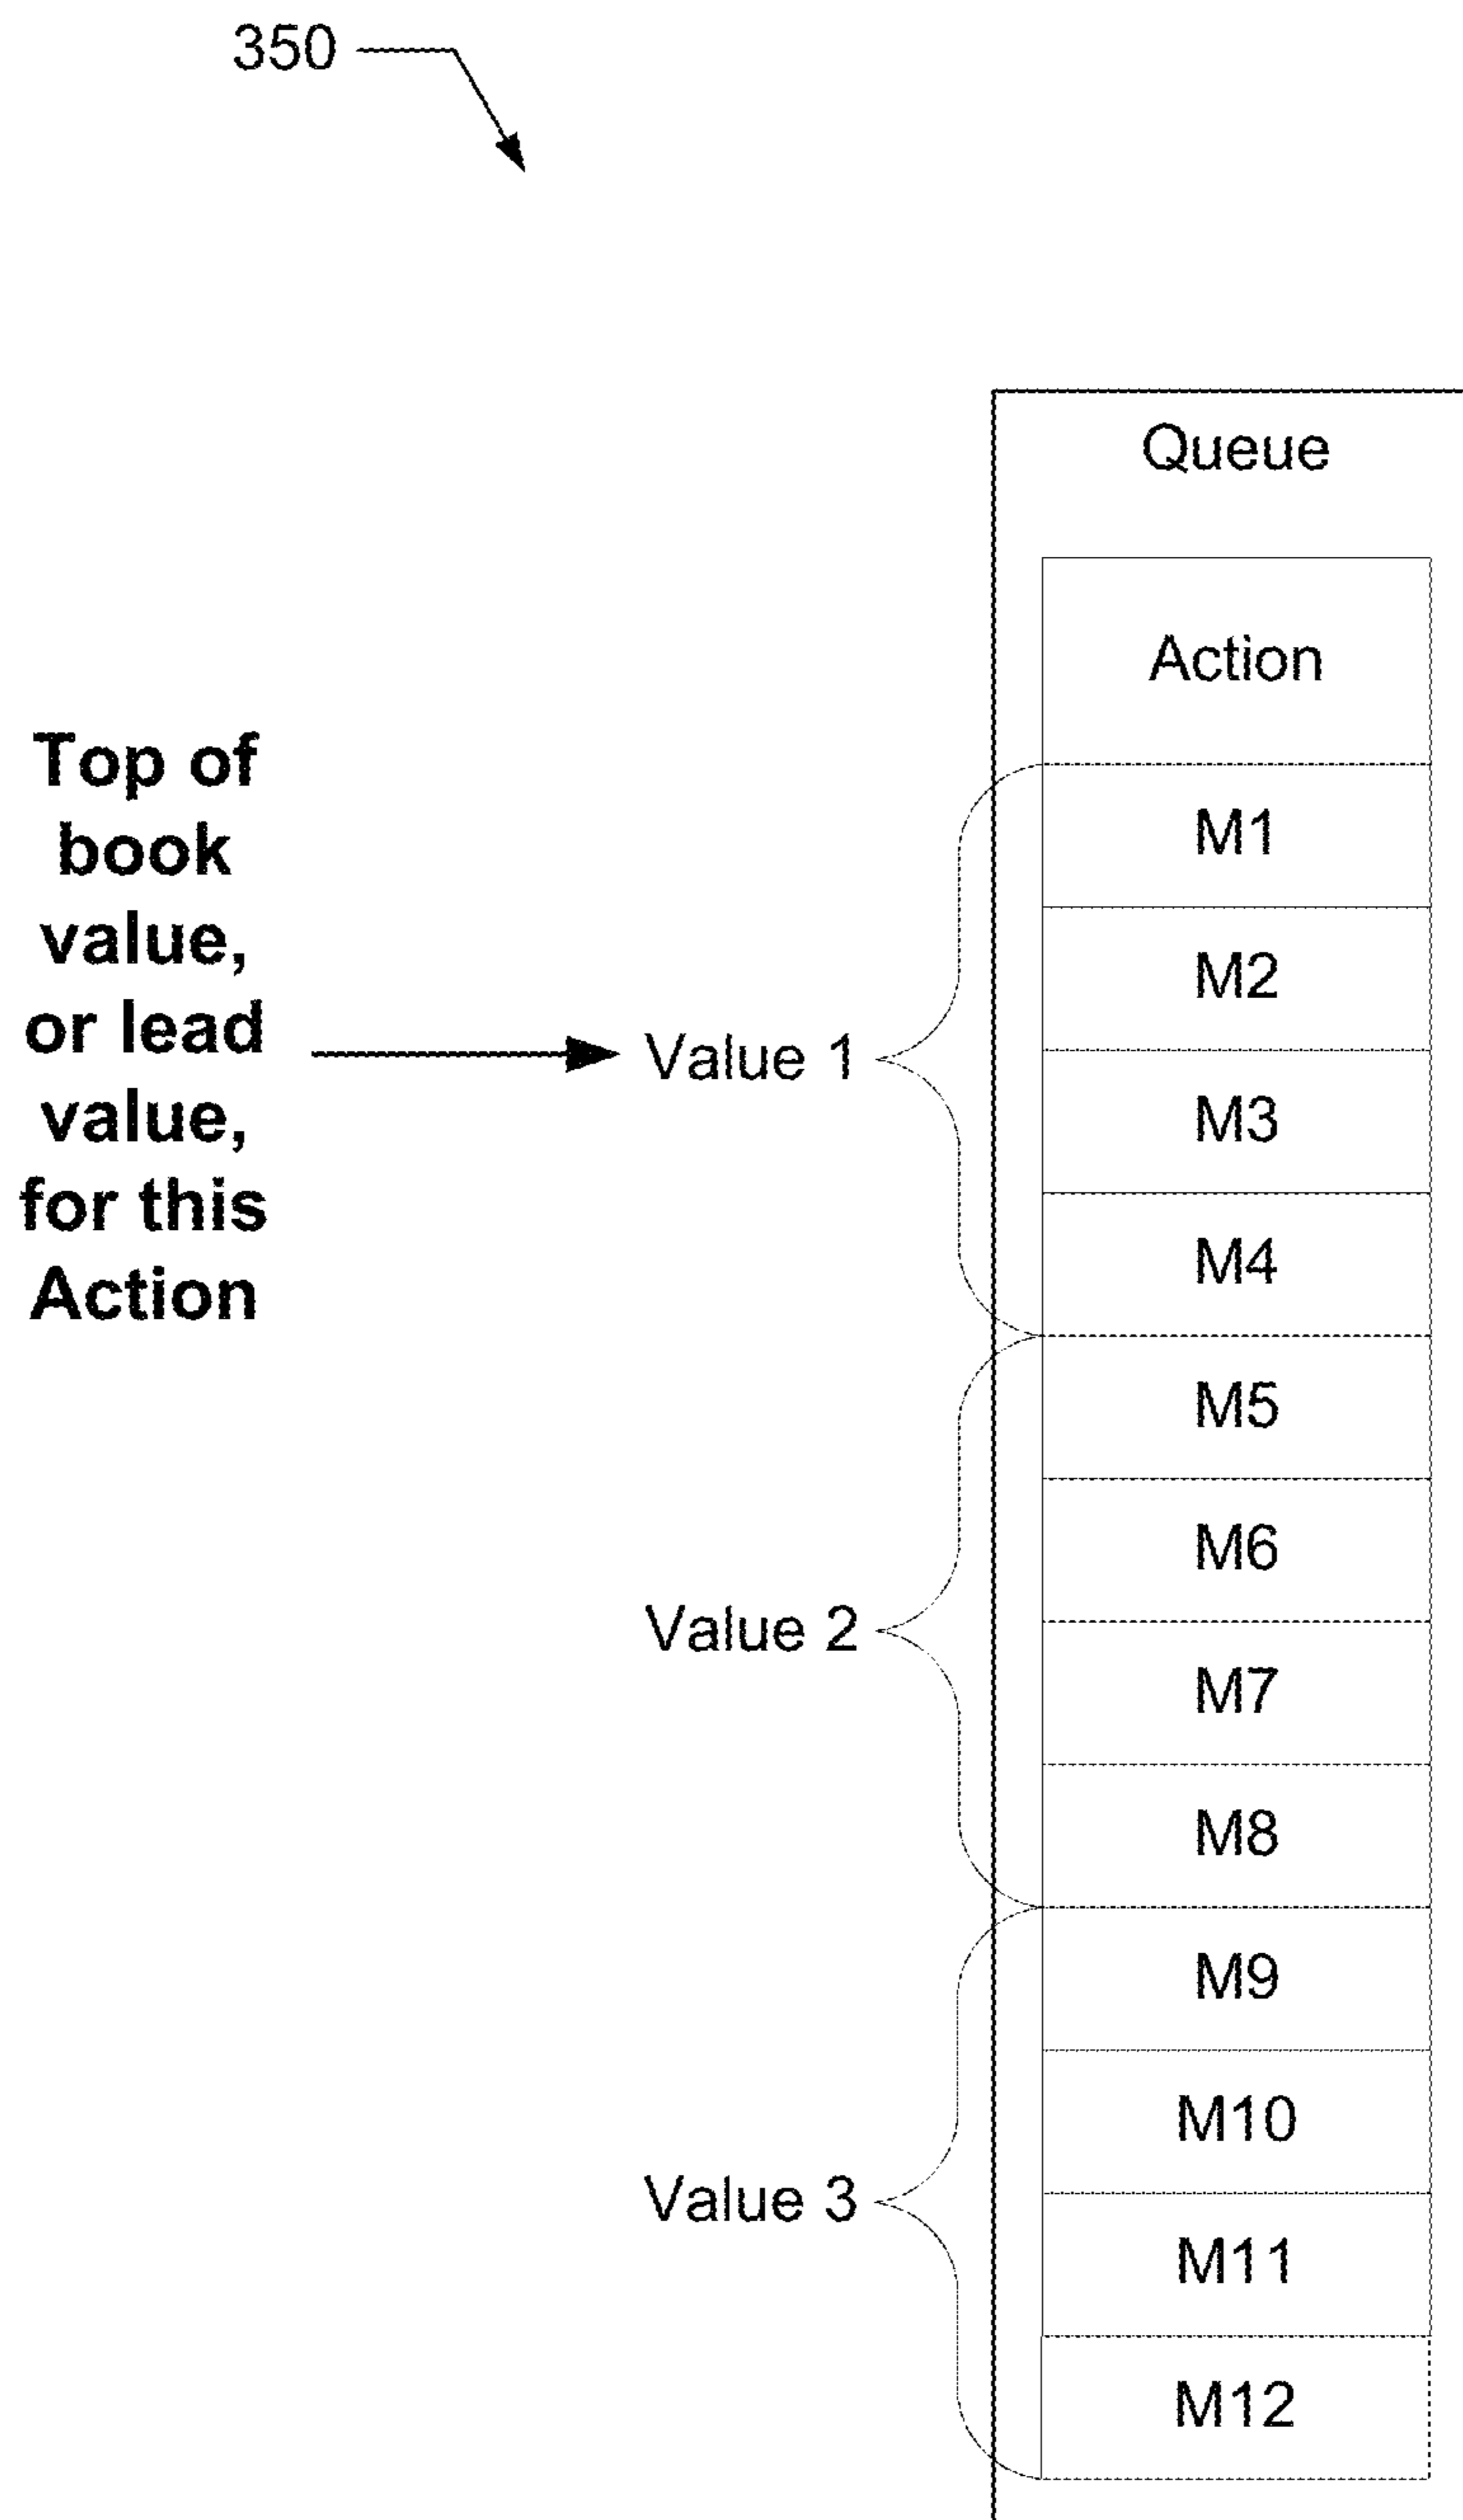 350
Queue
Action
Top of
book
value,
or lead
value,
for this
Action
Value 1
M1
M2
M3
M4
Value 2
M5
M6
M7
M8
Value 3
M9
M10
M11
M12